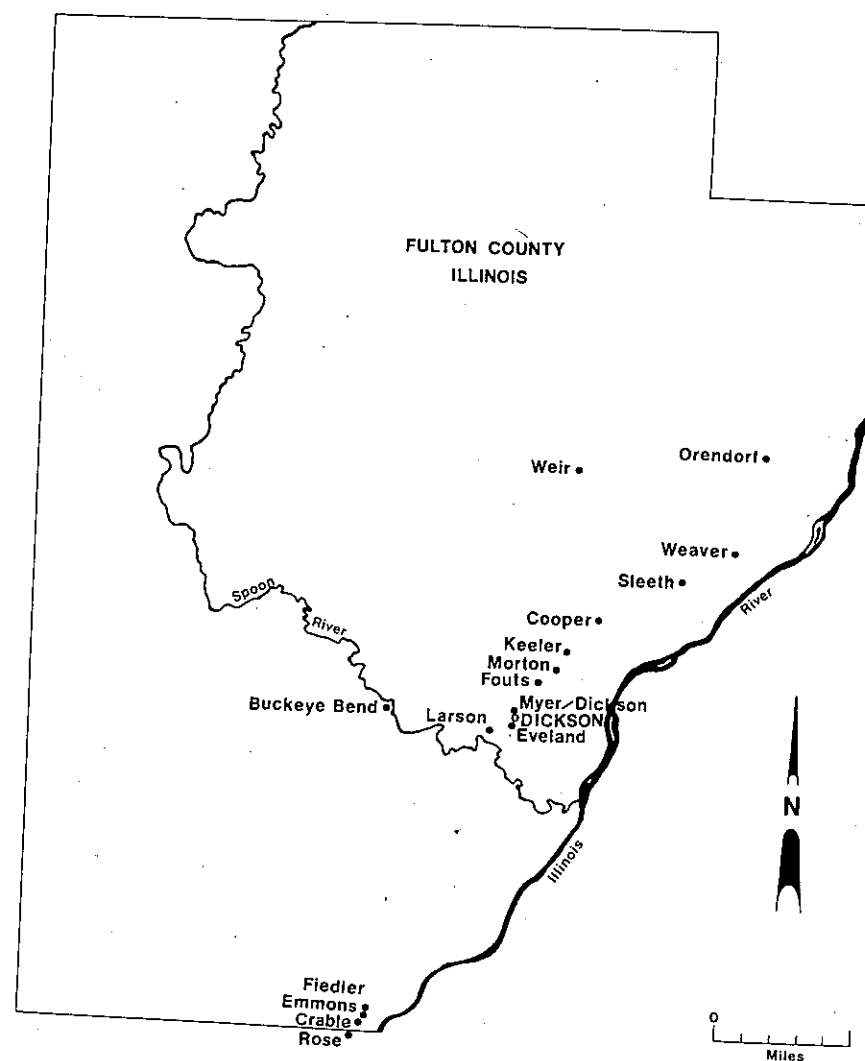 FULTON COUNTY
ILLINOIS
Orendorf
Weir
Weaver
Sleeth
Spoon
River
River
Cooper
Keeler
Morton
Fouts
Buckeye Bend
Myer-Dickson
Larson
DICKSON
Eveland
N
Illinois
Fiedler
Emmons
Crable
Rose
0
Miles